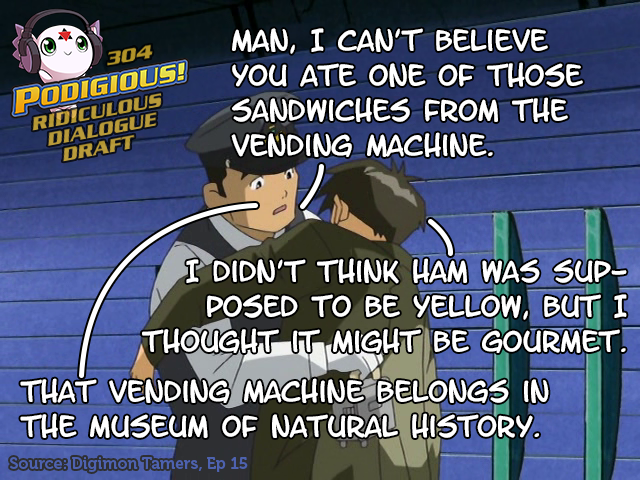 304
PODIGIOUS!
RIDICULOUS
DIALOGUE
DRAFT
MAN, I CAN'T BELIEVE
YOU ATE ONE OF THOSE
SANDWICHES FROM THE
VENDING MACHINE.
I DIDN'T THINK HAM WAS SUP-
POSED TO BE YELLOW, BUT I
THOUGHT IT MIGHT BE GOURMET.
THAT VENDING MACHINE BELONGS IN
THE MUSEUM OF NATURAL HISTORY.
Source: Digimon Tamers, Ep 15